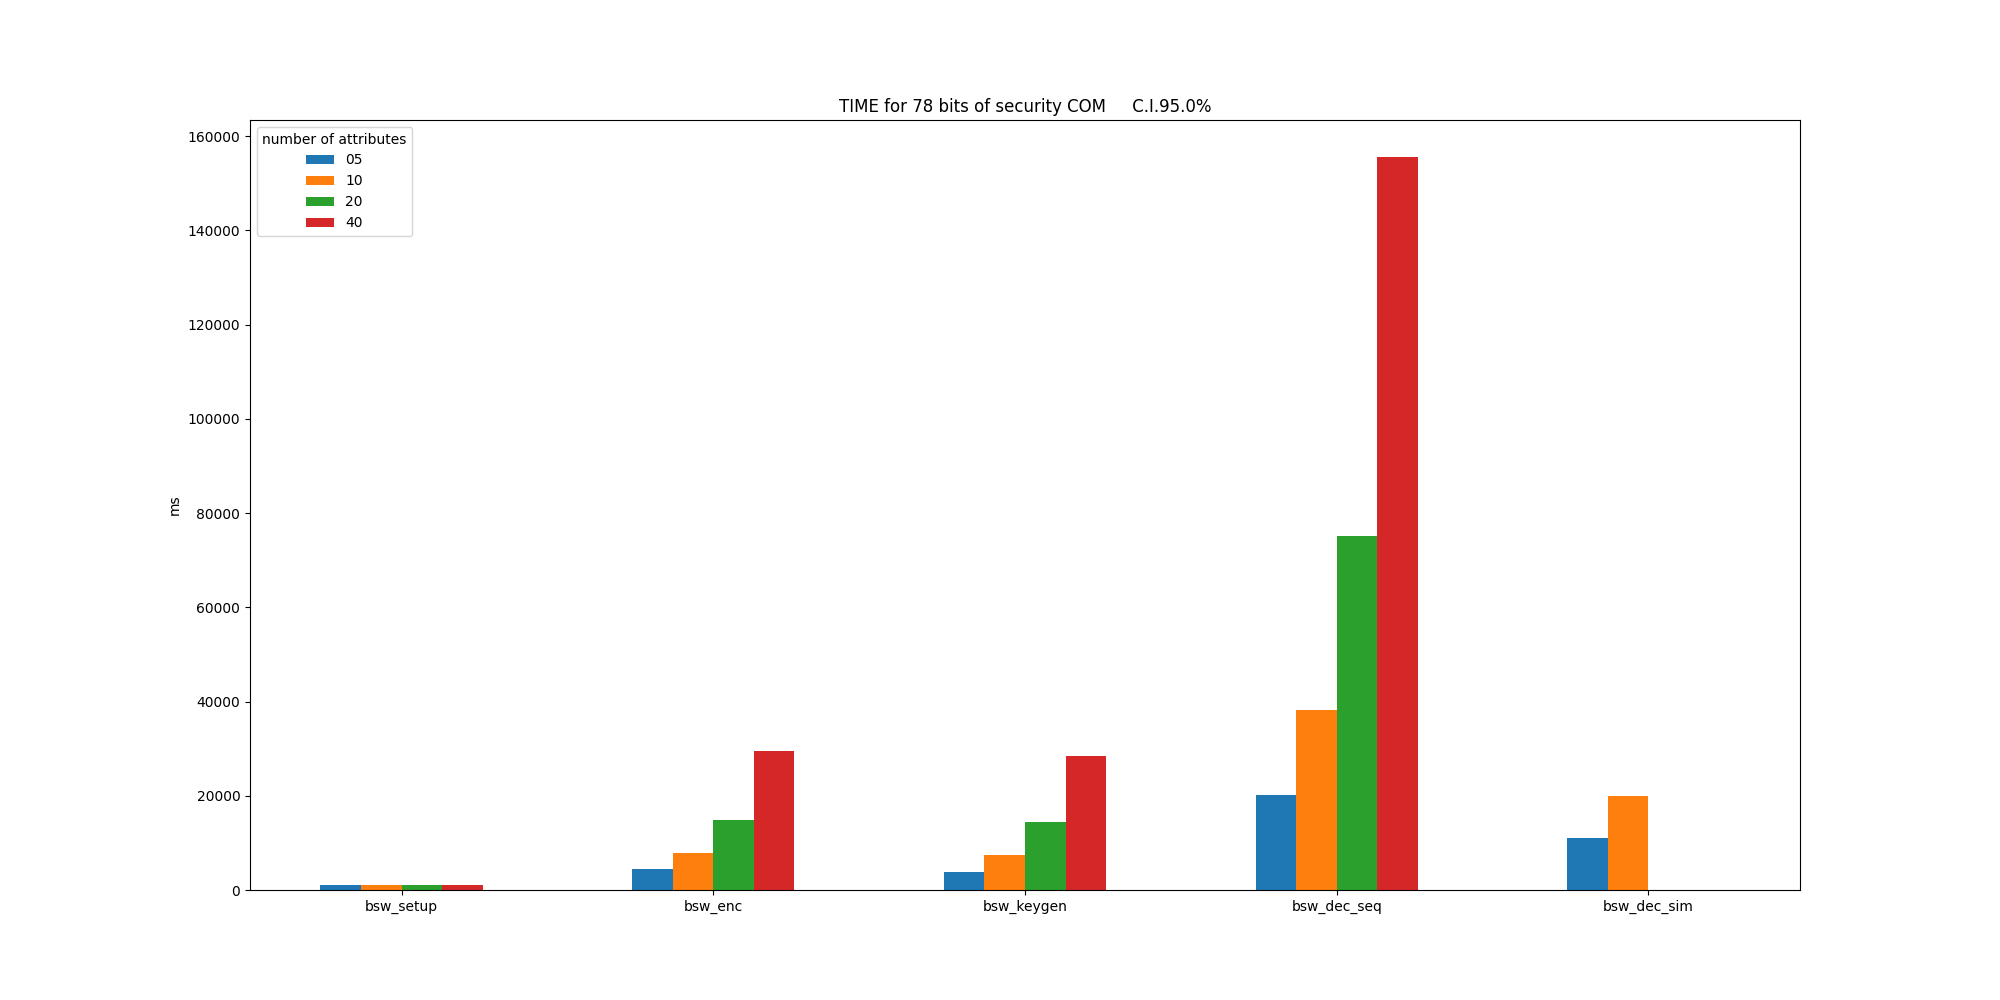 TIME for 78 bits of security COM     C.I.95.0%
number of attributes
05
10
20
40
160000
140000
120000
100000
80000
60000
40000
20000
0
ms
bsw_setup
bsw_enc
bsw_keygen
bsw_dec_seq
bsw_dec_sim